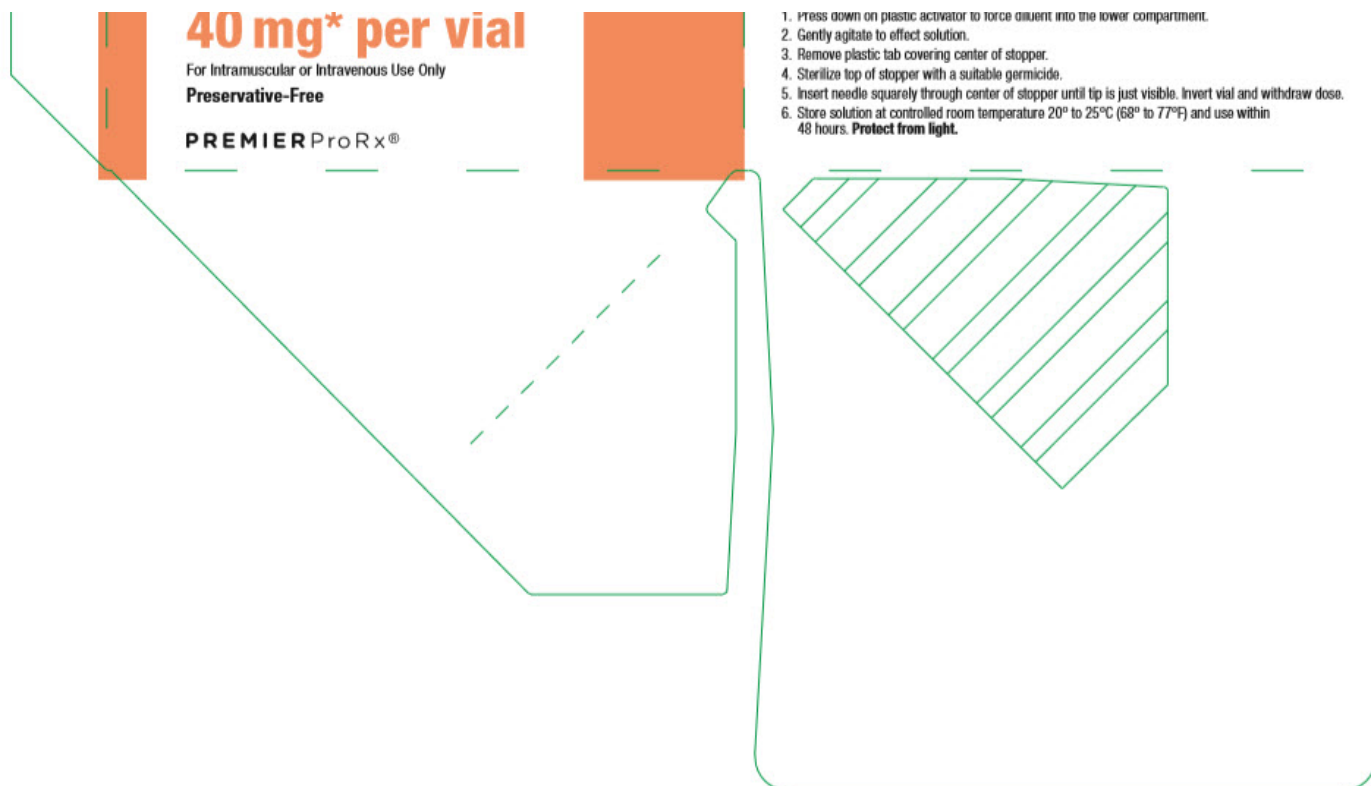 40 mg* per vial
For Intramuscular or Intravenous Use Only
Preservative-Free
PREMIERProRx®
1. Press down on plastic activator to force diluent into the lower compartment.
2. Gently agitate to effect solution.
3. Remove plastic tab covering center of stopper.
4. Sterilize top of stopper with a suitable germicide.
5. Insert needle squarely through center of stopper until tip is just visible. Invert vial and withdraw dose.
6. Store solution at controlled room temperature 20° to 25°C (68° to 77°F) and use within
48 hours. Protect from light.